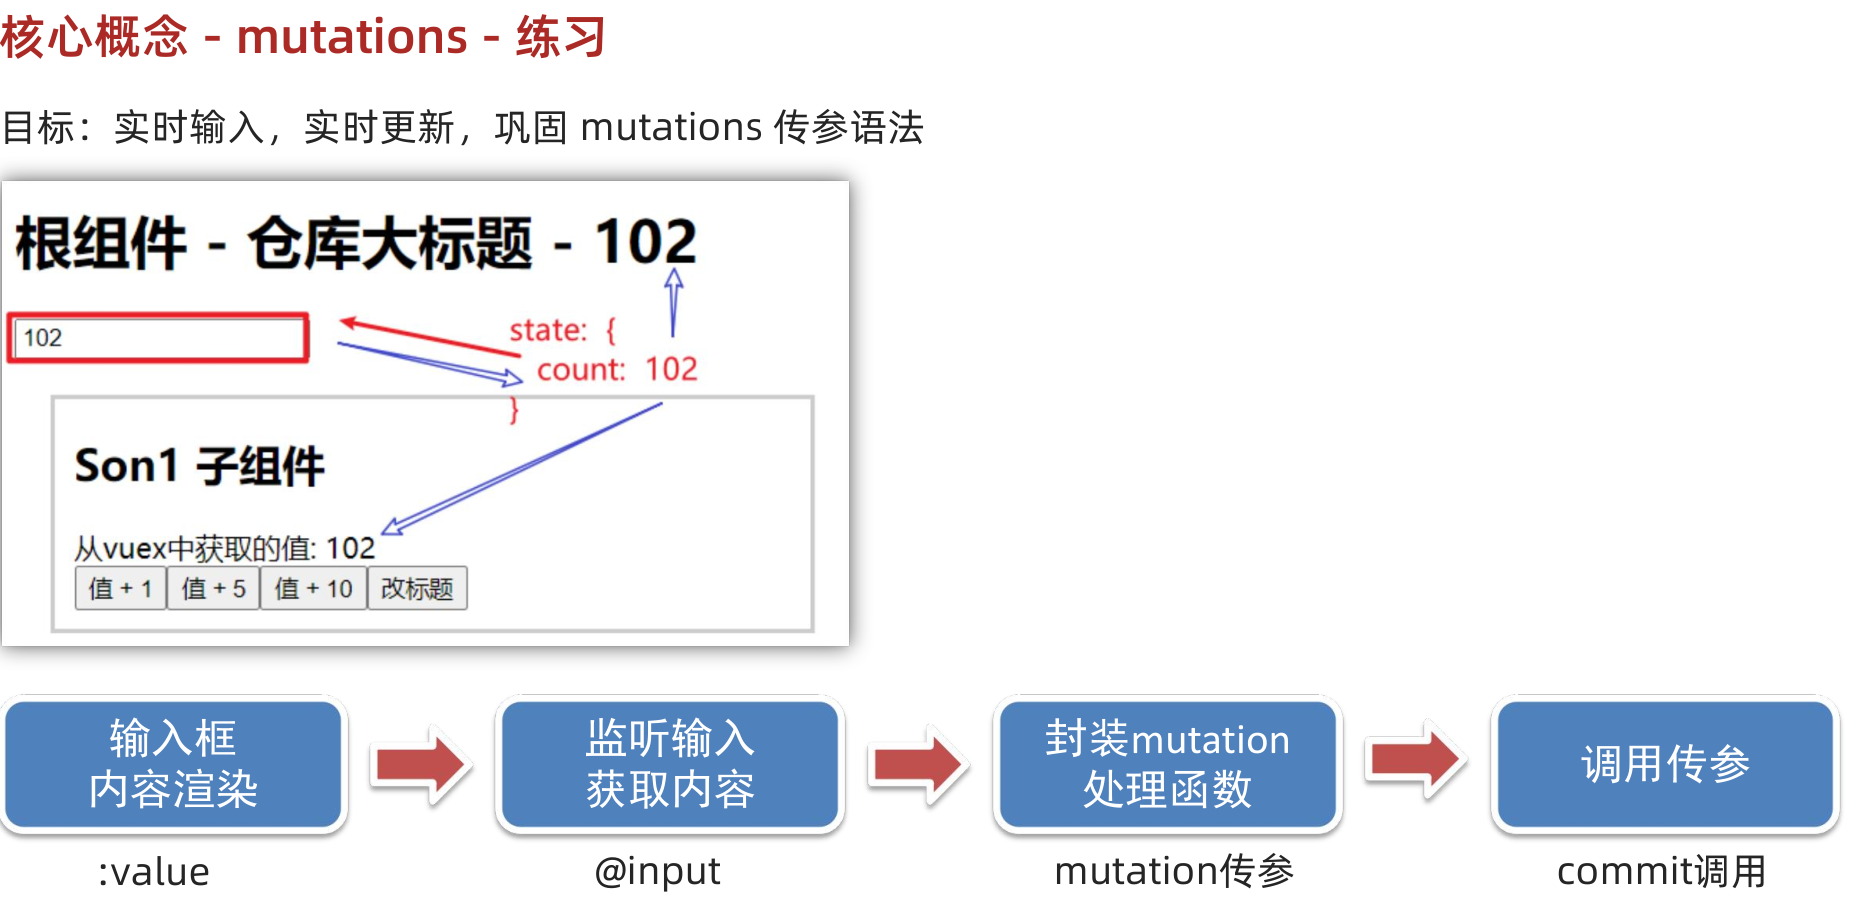 核心概念 - mutations - 练习
目标：实时输入，实时更新，巩固 mutations 传参语法
根组件 - 仓库大标题 - 102
102
state: {
count: 102
}
Son1 子组件
从vuex中获取的值: 102
值 + 1 值 + 5 值 + 10 改标题
输入框
内容渲染
监听输入
获取内容
封装mutation
处理函数
调用传参
:value
@input
mutation传参
commit调用